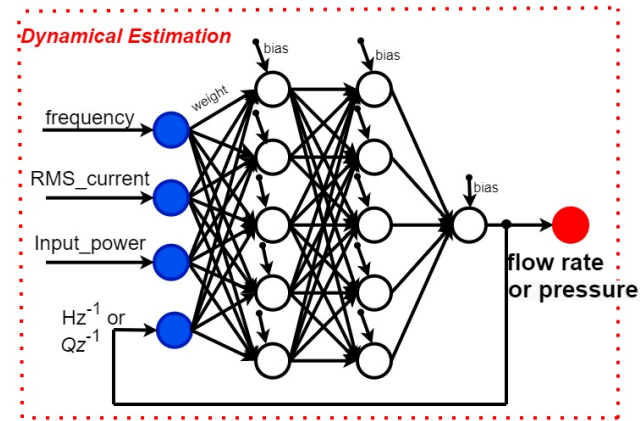 Dynamical Estimation
bias
bias
weight
frequency
RMS_current
bias
Input_power
flow rate
or pressure
Hz⁻¹ or
Qz⁻¹